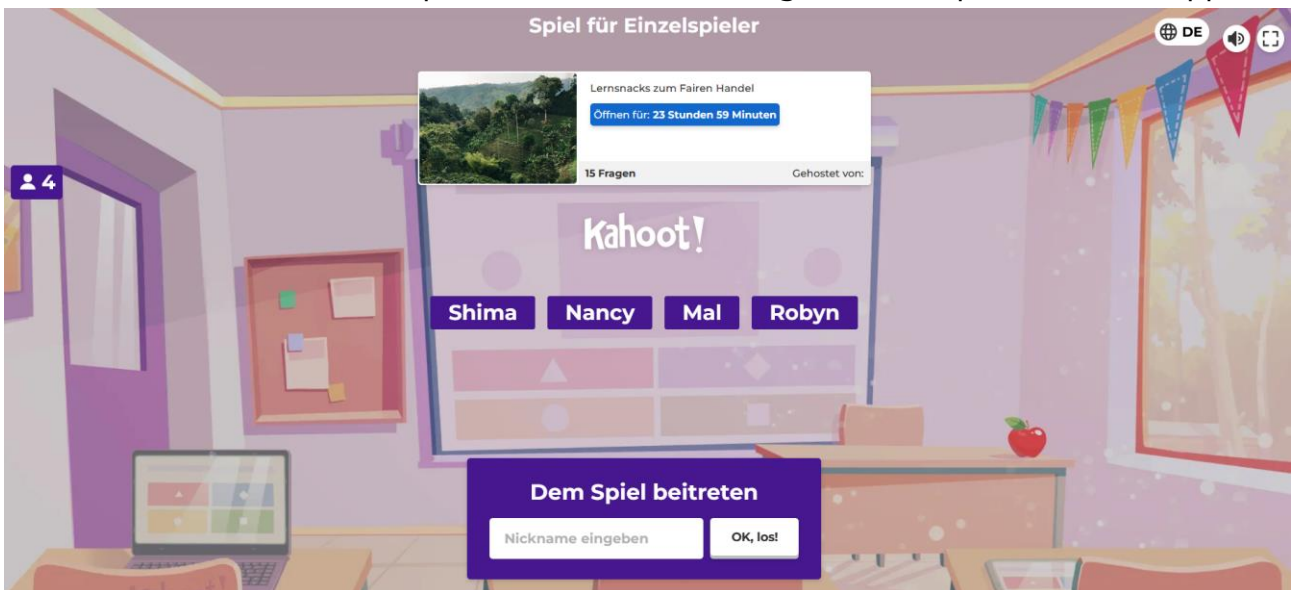 Spiel für Einzelspieler
DE
Lernsnacks zum Fairen Handel
Öffnen für: 23 Stunden 59 Minuten
15 Fragen Gehostet von:
4
Kahoot!
Shima Nancy Mal Robyn
Dem Spiel beitreten
Nickname eingeben OK, los!